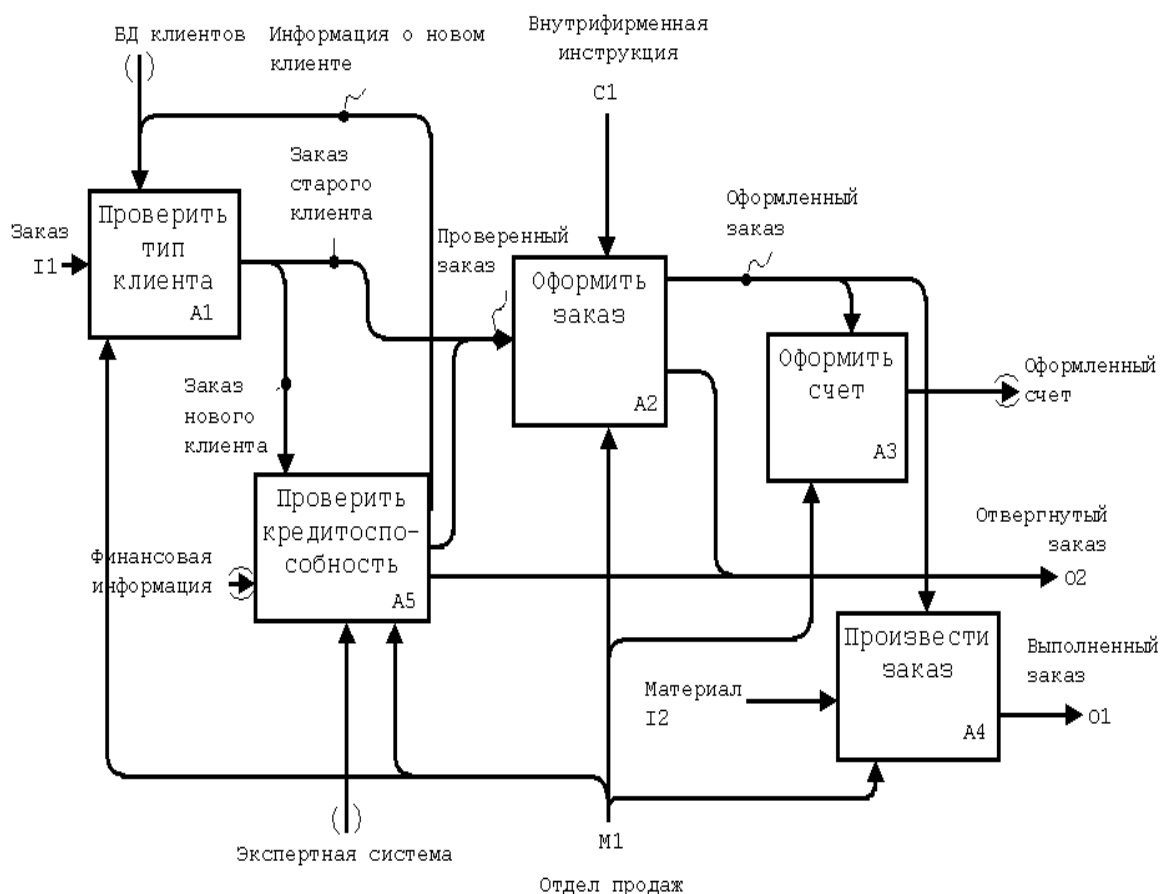 БД клиентов
Информация о новом
клиенте
Внутрифирменная
инструкция
C1
Заказ
старого
клиента
Проверить
тип
клиента
A1
Заказ
I1
Проверенный
заказ
Оформленный
заказ
Оформить
заказ
A2
Оформить
счет
A3
Оформленный
счет
Заказ
нового
клиента
Проверить
кредитоспо-
собность
A5
Финансовая
информация
Отвергнутый
заказ
O2
Произвести
заказ
A4
Материал
I2
Выполненный
заказ
O1
Экспертная система
M1
Отдел продаж